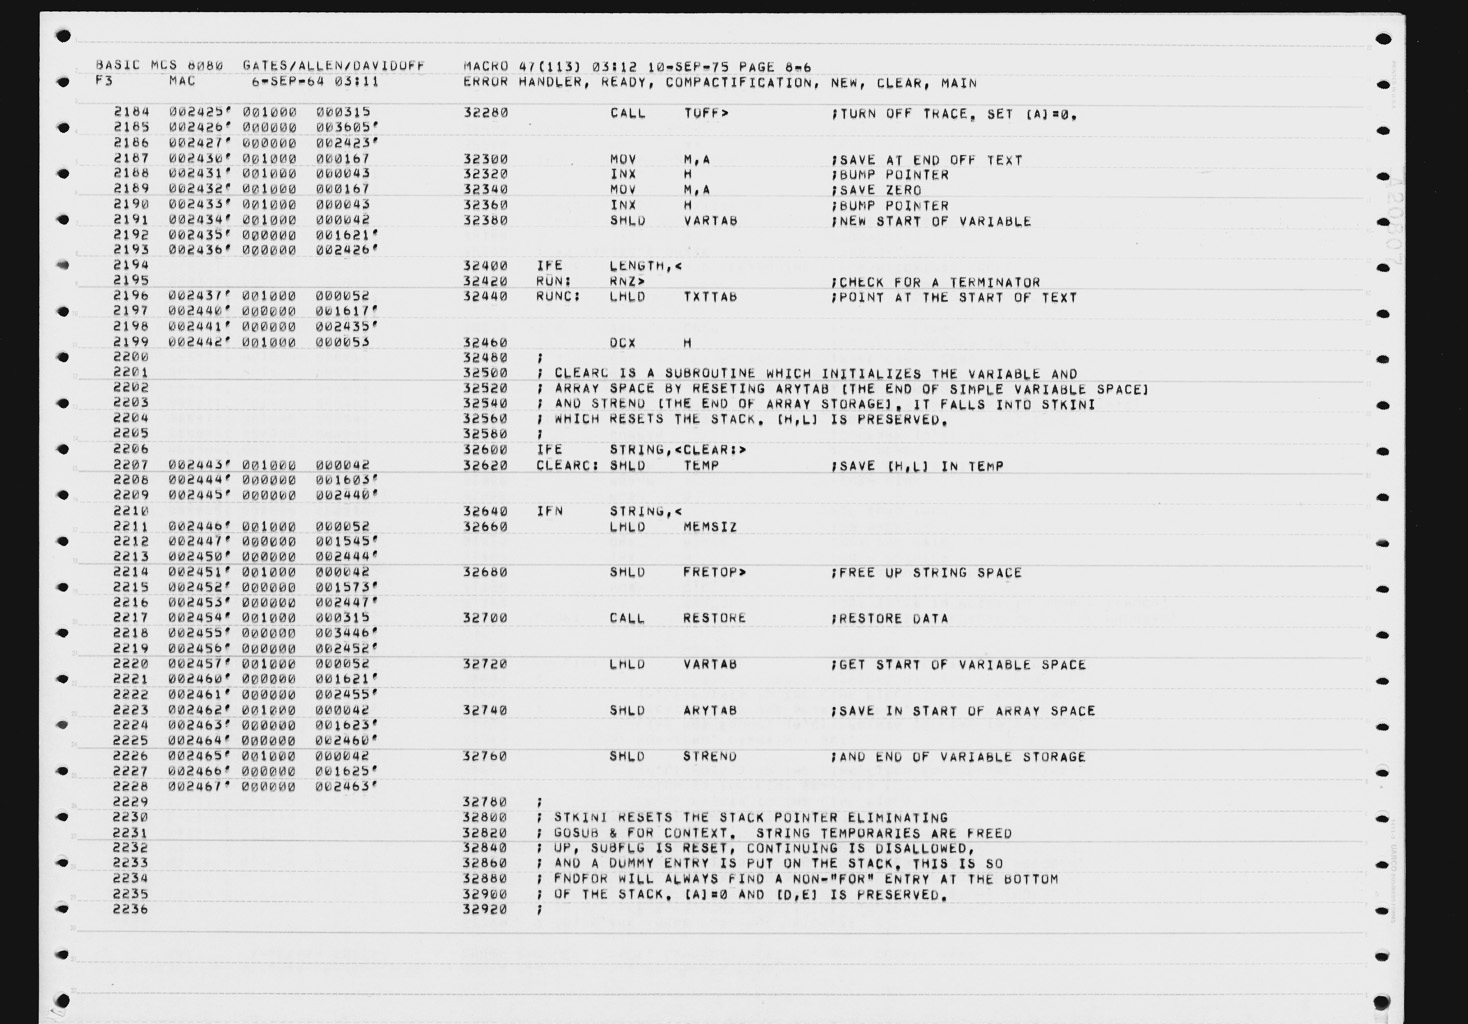 BASIC MCS 8080  GATES/ALLEN/DAVIDOFF    MACRO 47(113) 03:12 10-SEP-75 PAGE 8-6
F3      MAC      6-SEP-64 03:11         ERROR HANDLER, READY, COMPACTIFICATION, NEW, CLEAR, MAIN
2184  002425' 001000  000315    32280           CALL    TOFF>           ;TURN OFF TRACE. SET [A]=0.
2185  002426' 000000  003605'
2186  002427' 000000  002423'
2187  002430' 001000  000167    32300           MOV     M,A             ;SAVE AT END OFF TEXT
2188  002431' 001000  000043    32320           INX     H               ;BUMP POINTER
2189  002432' 001000  000167    32340           MOV     M,A             ;SAVE ZERO
2190  002433' 001000  000043    32360           INX     H               ;BUMP POINTER
2191  002434' 001000  000042    32380           SHLD    VARTAB          ;NEW START OF VARIABLE
2192  002435' 000000  001621'
2193  002436' 000000  002426'
2194                            32400   IFE     LENGTH,<
2195                            32420   RUN:    RNZ>                    ;CHECK FOR A TERMINATOR
2196  002437' 001000  000052    32440   RUNC:   LHLD    TXTTAB          ;POINT AT THE START OF TEXT
2197  002440' 000000  001617'
2198  002441' 000000  002435'
2199  002442' 001000  000053    32460           DCX     H
2200                            32480   ;
2201                            32500   ; CLEARC IS A SUBROUTINE WHICH INITIALIZES THE VARIABLE AND
2202                            32520   ; ARRAY SPACE BY RESETING ARYTAB [THE END OF SIMPLE VARIABLE SPACE]
2203                            32540   ; AND STREND [THE END OF ARRAY STORAGE]. IT FALLS INTO STKINI
2204                            32560   ; WHICH RESETS THE STACK. [H,L] IS PRESERVED.
2205                            32580   ;
2206                            32600   IFE     STRING,<CLEAR:>
2207  002443' 001000  000042    32620   CLEARC: SHLD    TEMP            ;SAVE [H,L] IN TEMP
2208  002444' 000000  001603'
2209  002445' 000000  002440'
2210                            32640   IFN     STRING,<
2211  002446' 001000  000052    32660           LHLD    MEMSIZ
2212  002447' 000000  001545'
2213  002450' 000000  002444'
2214  002451' 001000  000042    32680           SHLD    FRETOP>         ;FREE UP STRING SPACE
2215  002452' 000000  001573'
2216  002453' 000000  002447'
2217  002454' 001000  000315    32700           CALL    RESTORE         ;RESTORE DATA
2218  002455' 000000  003446'
2219  002456' 000000  002452'
2220  002457' 001000  000052    32720           LHLD    VARTAB          ;GET START OF VARIABLE SPACE
2221  002460' 000000  001621'
2222  002461' 000000  002455'
2223  002462' 001000  000042    32740           SHLD    ARYTAB          ;SAVE IN START OF ARRAY SPACE
2224  002463' 000000  001623'
2225  002464' 000000  002460'
2226  002465' 001000  000042    32760           SHLD    STREND          ;AND END OF VARIABLE STORAGE
2227  002466' 000000  001625'
2228  002467' 000000  002463'
2229                            32780   ;
2230                            32800   ; STKINI RESETS THE STACK POINTER ELIMINATING
2231                            32820   ; GOSUB & FOR CONTEXT.  STRING TEMPORARIES ARE FREED
2232                            32840   ; UP, SUBFLG IS RESET, CONTINUING IS DISALLOWED,
2233                            32860   ; AND A DUMMY ENTRY IS PUT ON THE STACK. THIS IS SO
2234                            32880   ; FNDFOR WILL ALWAYS FIND A NON-"FOR" ENTRY AT THE BOTTOM
2235                            32900   ; OF THE STACK. [A]=0 AND [D,E] IS PRESERVED.
2236                            32920   ;